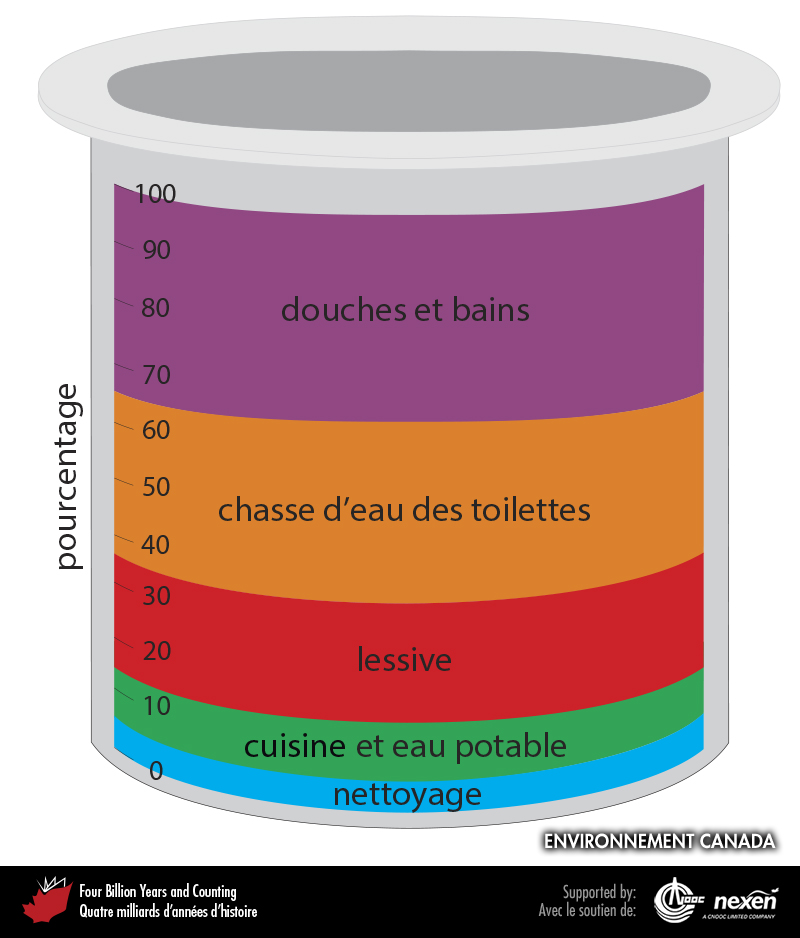 100
90
80
70
60
50
40
30
20
10
0
pourcentage
douches et bains
chasse d’eau des toilettes
lessive
cuisine et eau potable
nettoyage
ENVIRONNEMENT CANADA
Four Billion Years and Counting
Quatre milliards d’années d’histoire
Supported by:
Avec le soutien de:
cnooc
nexen
A CNOOC LIMITED COMPANY